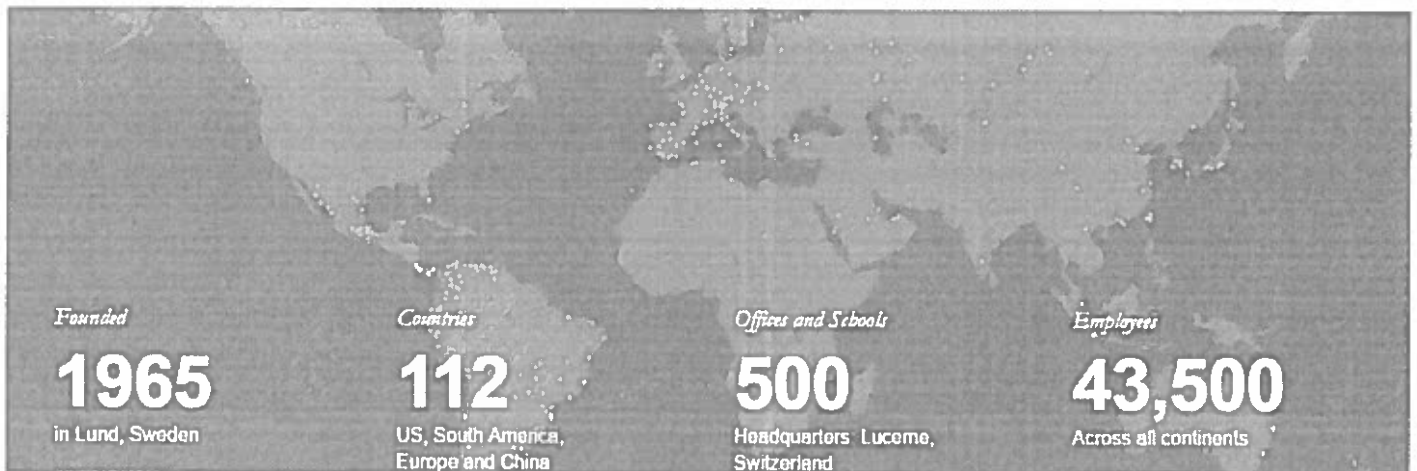 Founded
1965
in Lund, Sweden
Countries
112
US, South America,
Europe and China
Offices and Schools
500
Headquarters: Lucerne,
Switzerland
Employees
43,500
Across all continents